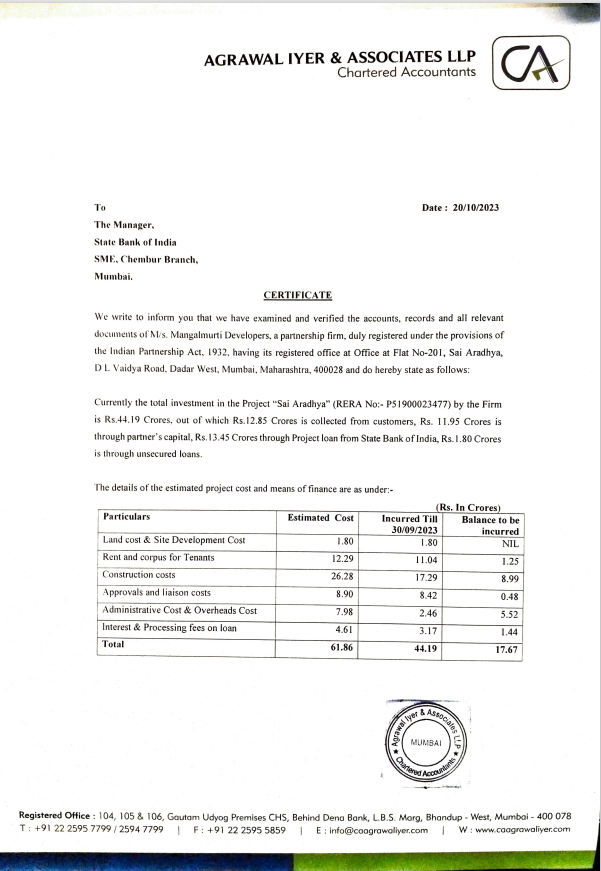 AGRAWAL IYER & ASSOCIATES LLP
Chartered Accountants
CA
To
Date : 20/10/2023
The Manager,
State Bank of India
SME, Chembur Branch,
Mumbai.
CERTIFICATE
We write to inform you that we have examined and verified the accounts, records and all relevant
documents of M/s. Mangalmurti Developers, a partnership firm, duly registered under the provisions of
the Indian Partnership Act, 1932, having its registered office at Office at Flat No-201, Sai Aradhya,
D L Vaidya Road, Dadar West, Mumbai, Maharashtra, 400028 and do hereby state as follows:
Currently the total investment in the Project “Sai Aradhya” (RERA No:- P51900023477) by the Firm
is Rs.44.19 Crores, out of which Rs.12.85 Crores is collected from customers, Rs. 11.95 Crores is
through partner's capital, Rs.13.45 Crores through Project loan from State Bank of India, Rs.1.80 Crores
is through unsecured loans.
The details of the estimated project cost and means of finance are as under:-
(Rs. In Crores)
Particulars Estimated Cost Incurred Till 30/09/2023 Balance to be incurred
Land cost & Site Development Cost 1.80 1.80 NIL
Rent and corpus for Tenants 12.29 11.04 1.25
Construction costs 26.28 17.29 8.99
Approvals and liaison costs 8.90 8.42 0.48
Administrative Cost & Overheads Cost 7.98 2.46 5.52
Interest & Processing fees on loan 4.61 3.17 1.44
Total 61.86 44.19 17.67
Agrawal Iyer & Associates LLP
MUMBAI
Chartered Accountants
Registered Office : 104, 105 & 106, Gautam Udyog Premises CHS, Behind Dena Bank, L.B.S. Marg, Bhandup - West, Mumbai - 400 078
T : +91 22 2595 7799 / 2594 7799 | F : +91 22 2595 5859 | E : info@caagrawaliyer.com | W : www.caagrawaliyer.com